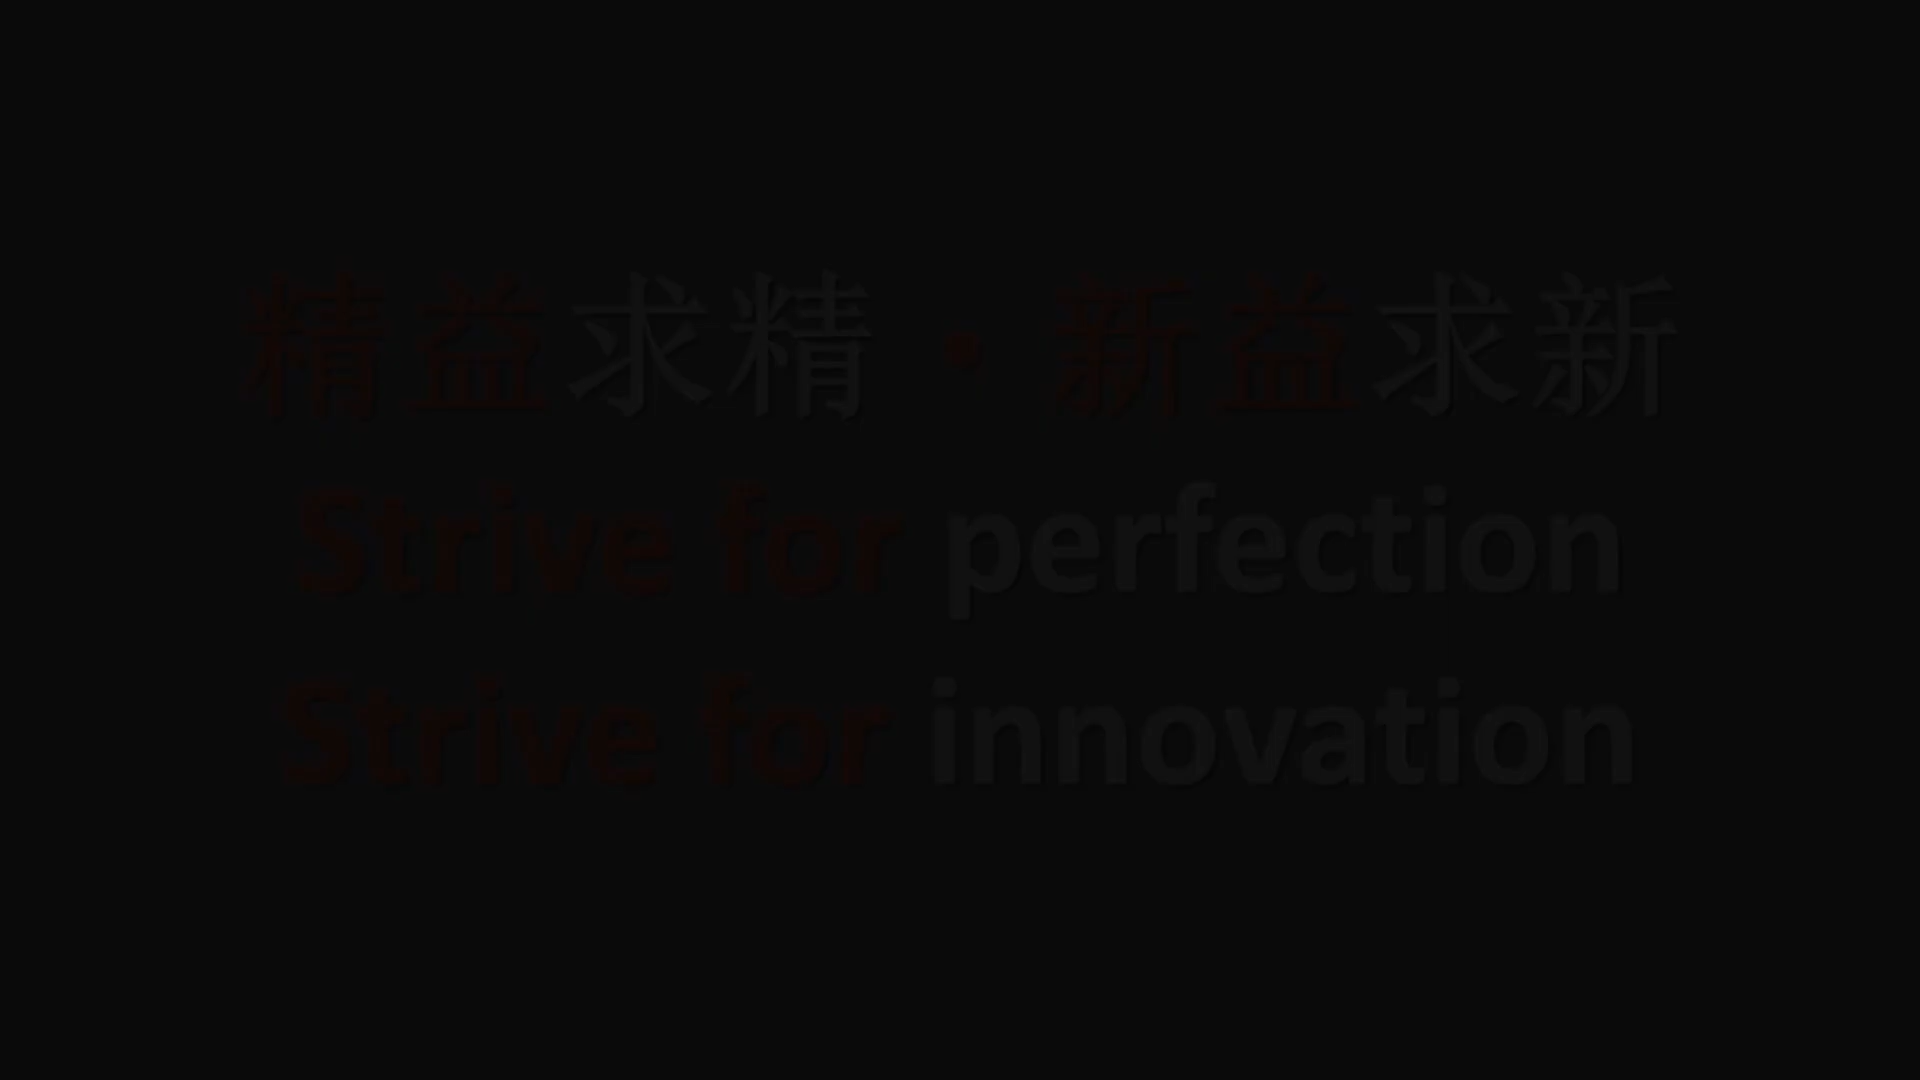 精益求精 · 新益求新
Strive for perfection
Strive for innovation